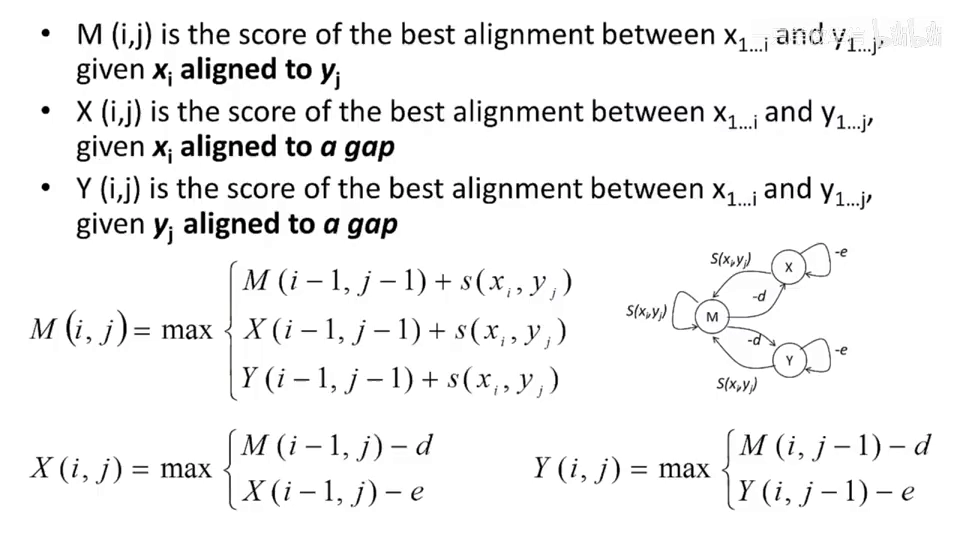 • M (i,j) is the score of the best alignment between x1...i and y1...j,
given xi aligned to yj
• X (i,j) is the score of the best alignment between x1...i and y1...j,
given xi aligned to a gap
• Y (i,j) is the score of the best alignment between x1...i and y1...j,
given yj aligned to a gap
M (i, j) = max { M (i − 1, j − 1) + s(xi, yj)
X (i − 1, j − 1) + s(xi, yj)
Y (i − 1, j − 1) + s(xi, yj)
S(xi,yj) X -e
-d
S(xi,yj) M
-d
Y -e
S(xi,yj)
X (i, j) = max { M (i − 1, j) − d
X (i − 1, j) − e
Y (i, j) = max { M (i, j − 1) − d
Y (i, j − 1) − e